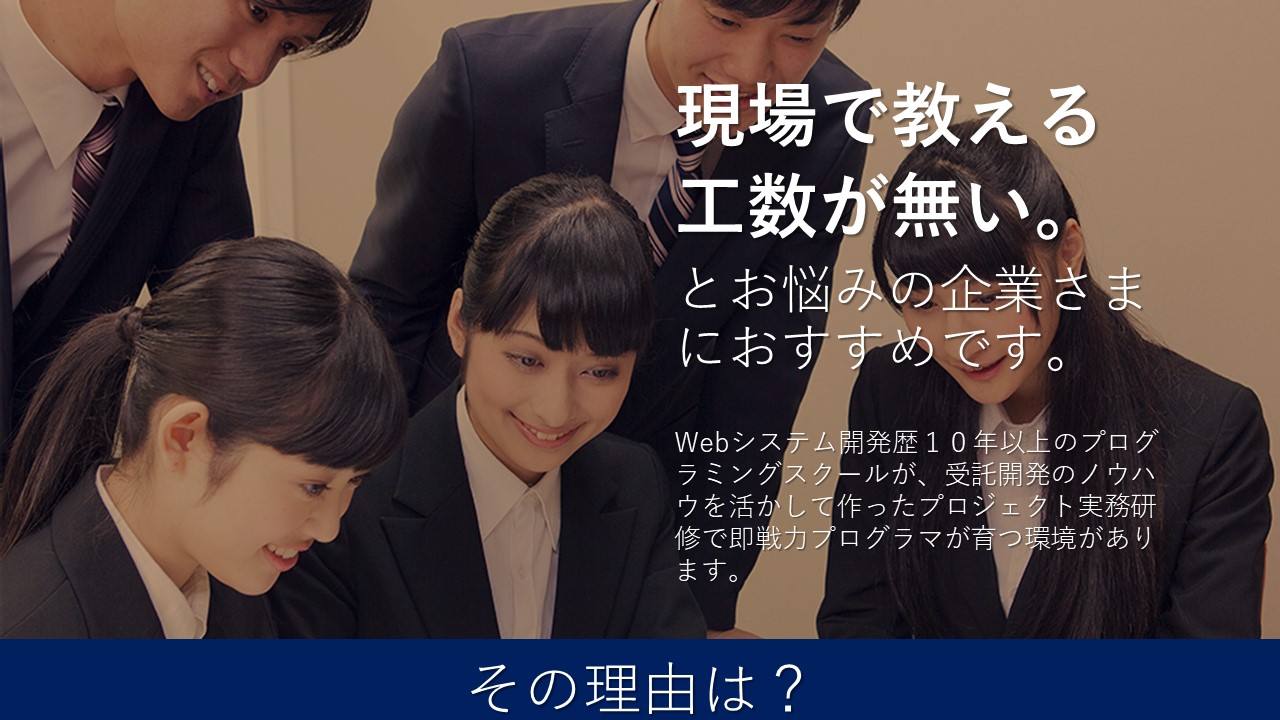 現場で教える
工数が無い。
とお悩みの企業さま
におすすめです。
Webシステム開発歴１０年以上のプログ
ラミングスクールが、受託開発のノウハ
ウを活かして作ったプロジェクト実務研
修で即戦力プログラマが育つ環境があり
ます。
その理由は？